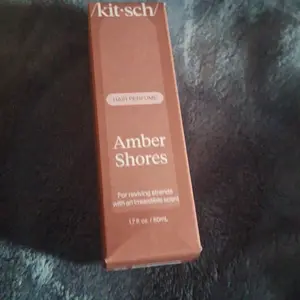 /kit·sch/
HAIR PERFUME
Amber
Shores
For reviving strands
with an irresistible scent
1.7 fl oz. / 50mL